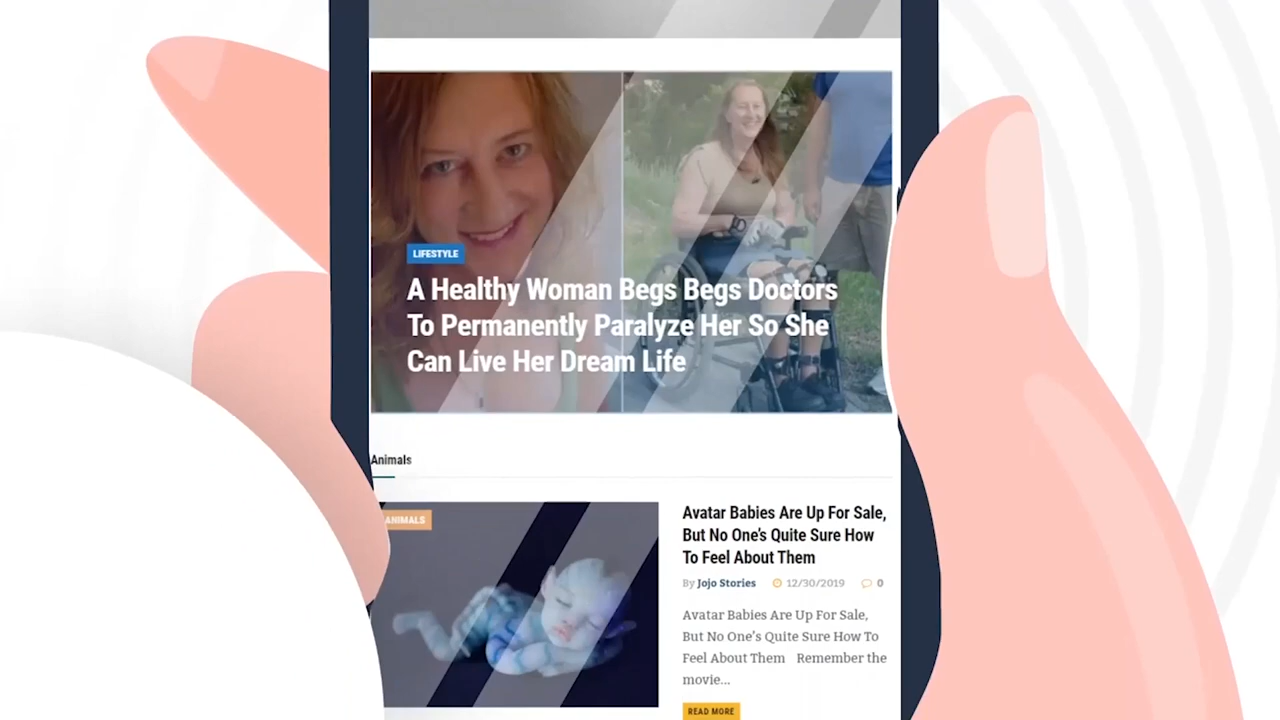 LIFESTYLE
A Healthy Woman Begs Begs Doctors
To Permanently Paralyze Her So She
Can Live Her Dream Life
Animals
ANIMALS
Avatar Babies Are Up For Sale,
But No One's Quite Sure How
To Feel About Them
By Jojo Stories 12/30/2019 0
Avatar Babies Are Up For Sale,
But No One's Quite Sure How To
Feel About Them Remember the
movie...
READ MORE